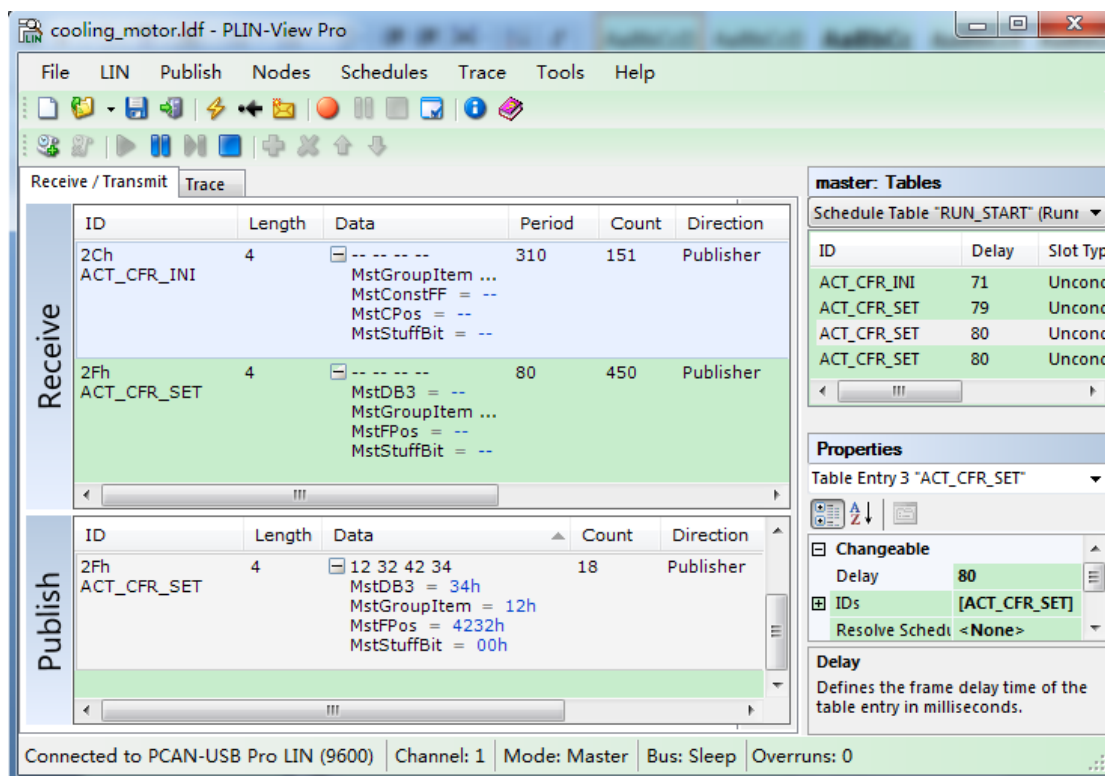 cooling_motor.ldf - PLIN-View Pro
File LIN Publish Nodes Schedules Trace Tools Help
Receive / Transmit Trace
Receive
ID Length Data Period Count Direction
2Ch 4 -- -- -- -- 310 151 Publisher
ACT_CFR_INI MstGroupItem ...
MstConstFF = --
MstCPos = --
MstStuffBit = --
2Fh 4 -- -- -- -- 80 450 Publisher
ACT_CFR_SET MstDB3 = --
MstGroupItem ...
MstFPos = --
MstStuffBit = --
Publish
ID Length Data Count Direction
2Fh 4 12 32 42 34 18 Publisher
ACT_CFR_SET MstDB3 = 34h
MstGroupItem = 12h
MstFPos = 4232h
MstStuffBit = 00h
master: Tables
Schedule Table "RUN_START" (Runr
ID Delay Slot Typ
ACT_CFR_INI 71 Uncond
ACT_CFR_SET 79 Uncond
ACT_CFR_SET 80 Uncond
ACT_CFR_SET 80 Uncond
Properties
Table Entry 3 "ACT_CFR_SET"
Changeable
Delay 80
IDs [ACT_CFR_SET]
Resolve Schedu <None>
Delay
Defines the frame delay time of the
table entry in milliseconds.
Connected to PCAN-USB Pro LIN (9600) Channel: 1 Mode: Master Bus: Sleep Overruns: 0